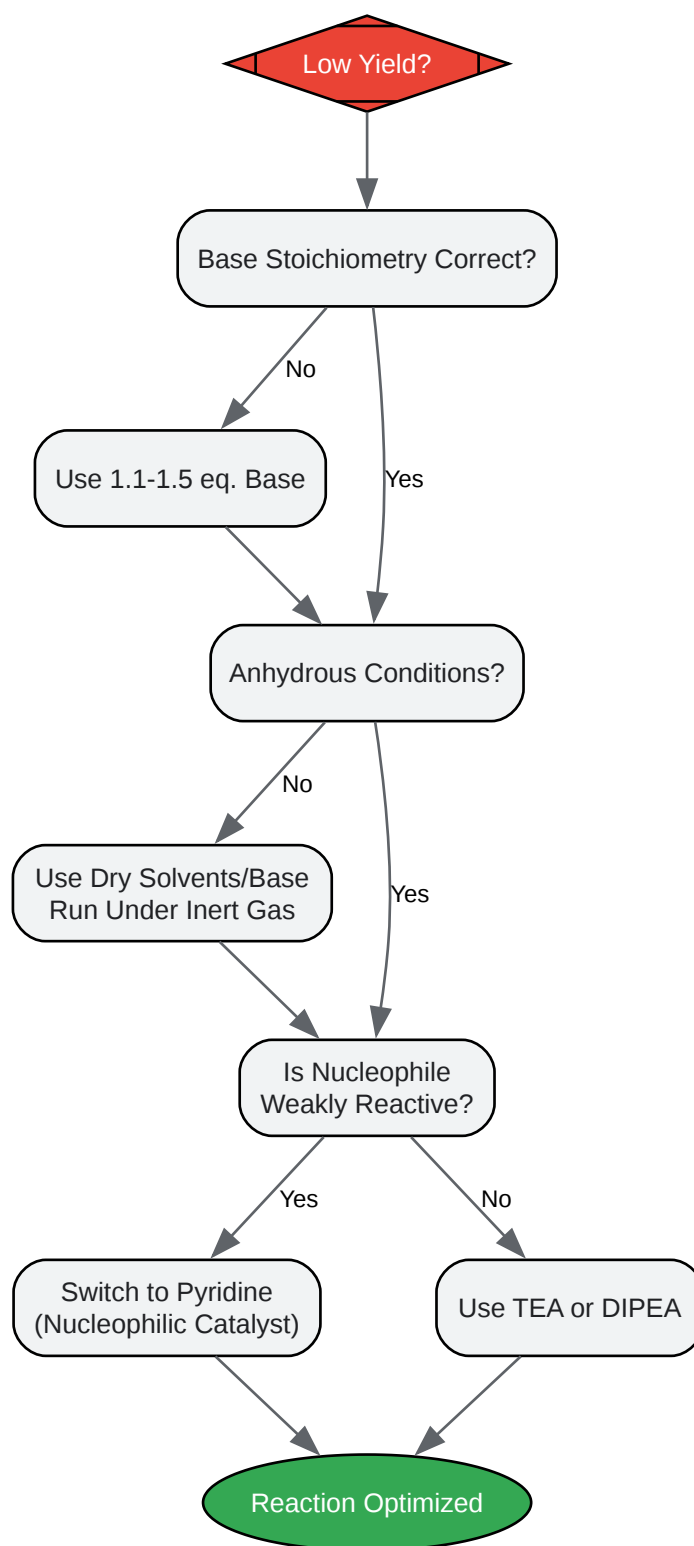 Low Yield?
Base Stoichiometry Correct?
No
Use 1.1-1.5 eq. Base
Yes
Anhydrous Conditions?
No
Use Dry Solvents/Base
Run Under Inert Gas
Yes
Is Nucleophile
Weakly Reactive?
Yes
No
Switch to Pyridine
(Nucleophilic Catalyst)
Use TEA or DIPEA
Reaction Optimized